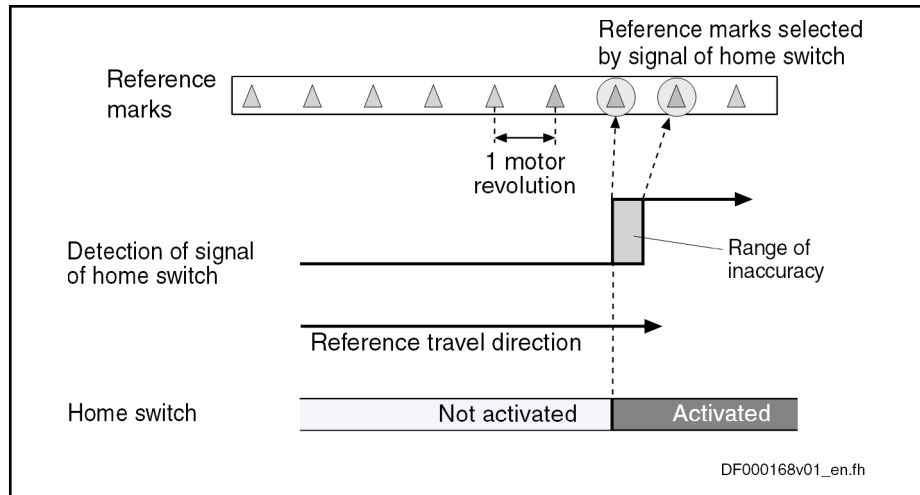 Reference marks selected
by signal of home switch
Reference
marks
1 motor
revolution
Detection of signal
of home switch
Range of
inaccuracy
Reference travel direction
Home switch
Not activated
Activated
DF000168v01_en.fh